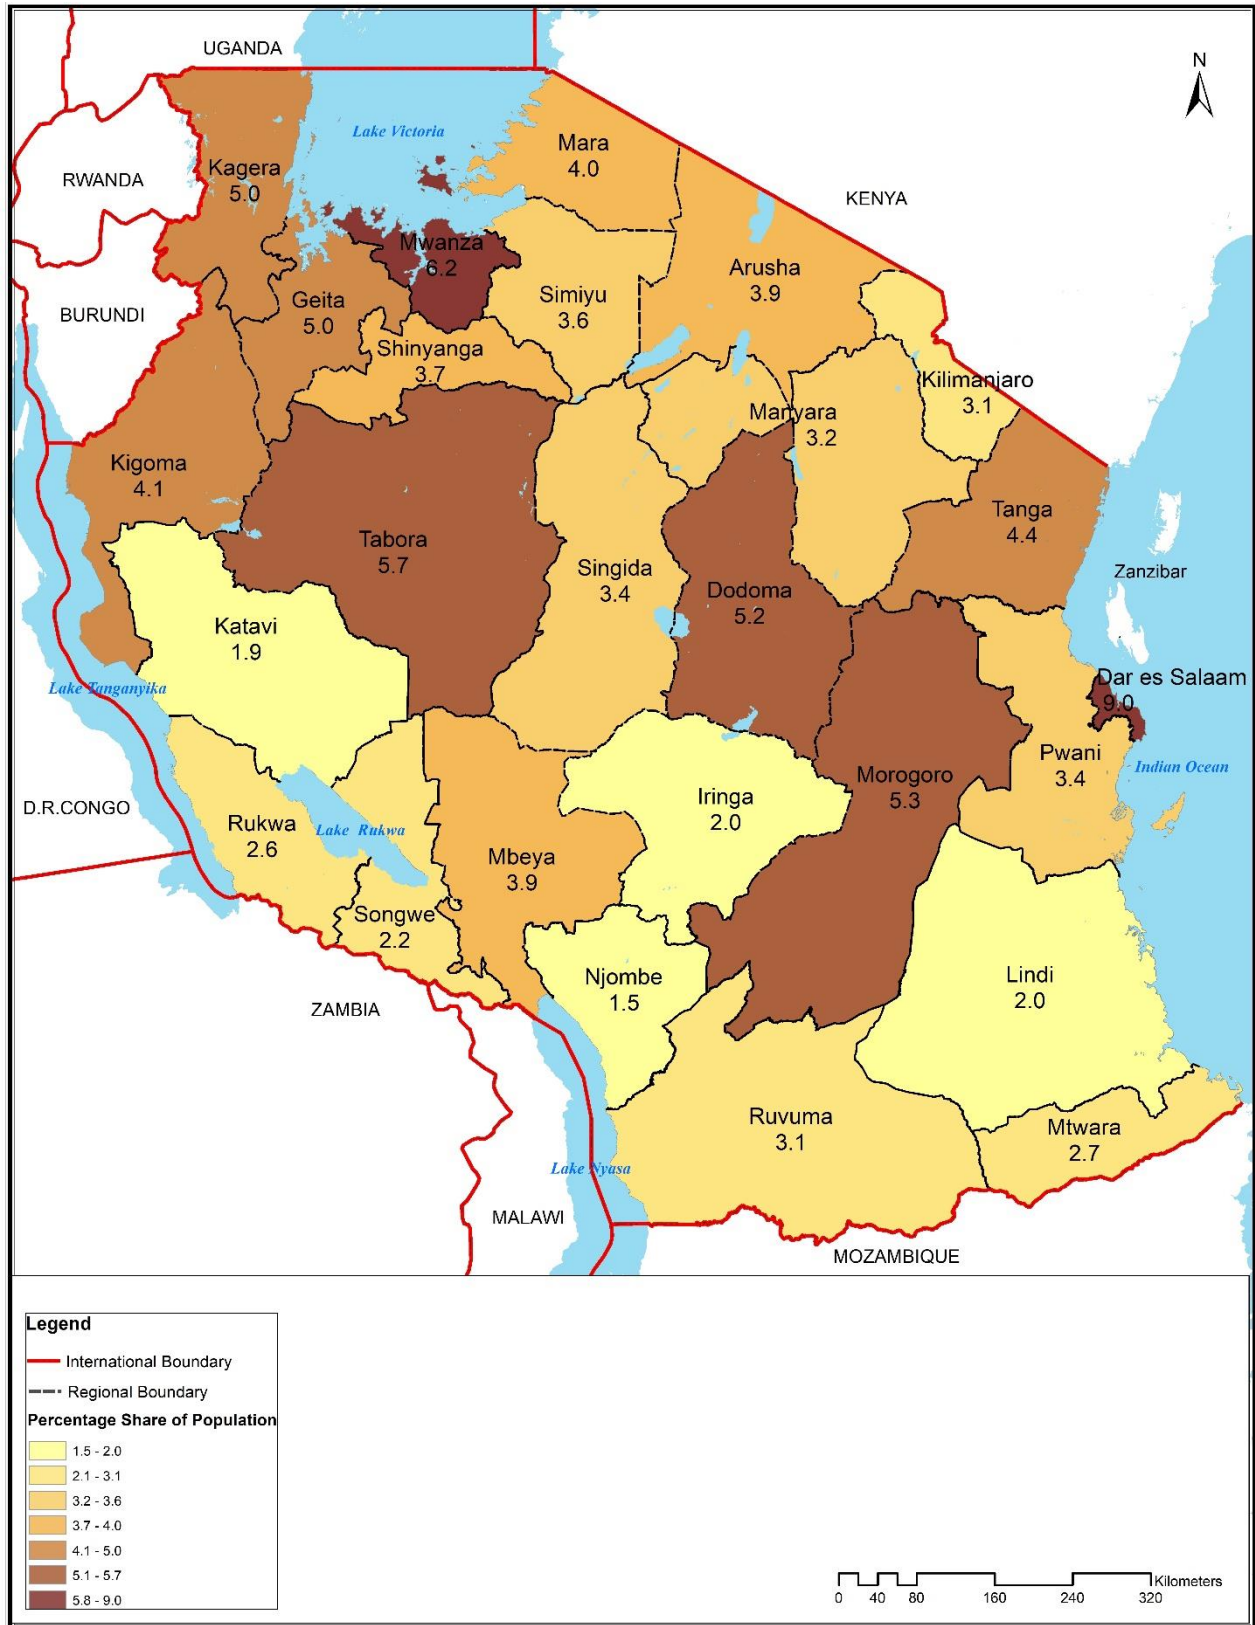 UGANDA
N
Lake Victoria
Mara
4.0
Kagera
5.0
RWANDA
KENYA
Mwanza
6.2
Arusha
3.9
Simiyu
3.6
Geita
5.0
BURUNDI
Shinyanga
3.7
Kilimanjaro
3.1
Manyara
3.2
Kigoma
4.1
Tanga
4.4
Tabora
5.7
Singida
3.4
Dodoma
5.2
Zanzibar
Katavi
1.9
Dar es Salaam
9.0
Lake Tanganyika
Pwani
3.4
Indian Ocean
Morogoro
5.3
Iringa
2.0
D.R.CONGO
Rukwa
2.6
Lake Rukwa
Mbeya
3.9
Songwe
2.2
Njombe
1.5
Lindi
2.0
ZAMBIA
Ruvuma
3.1
Mtwara
2.7
Lake Nyasa
MALAWI
MOZAMBIQUE
Legend
International Boundary
Regional Boundary
Percentage Share of Population
1.5 - 2.0
2.1 - 3.1
3.2 - 3.6
3.7 - 4.0
4.1 - 5.0
5.1 - 5.7
5.8 - 9.0
Kilometers
0 40 80 160 240 320